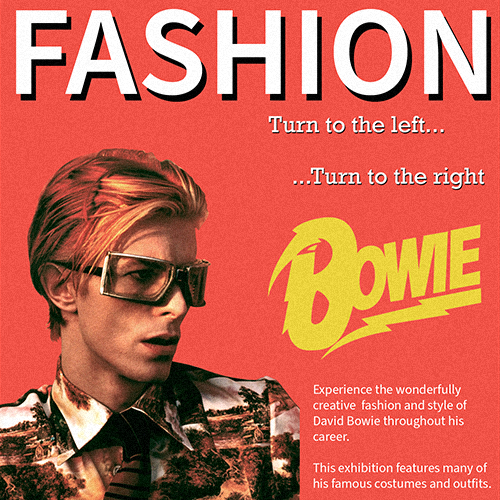 FASHION
Turn to the left...
...Turn to the right
BOWIE
Experience the wonderfully
creative fashion and style of
David Bowie throughout his
career.
This exhibition features many of
his famous costumes and outfits.